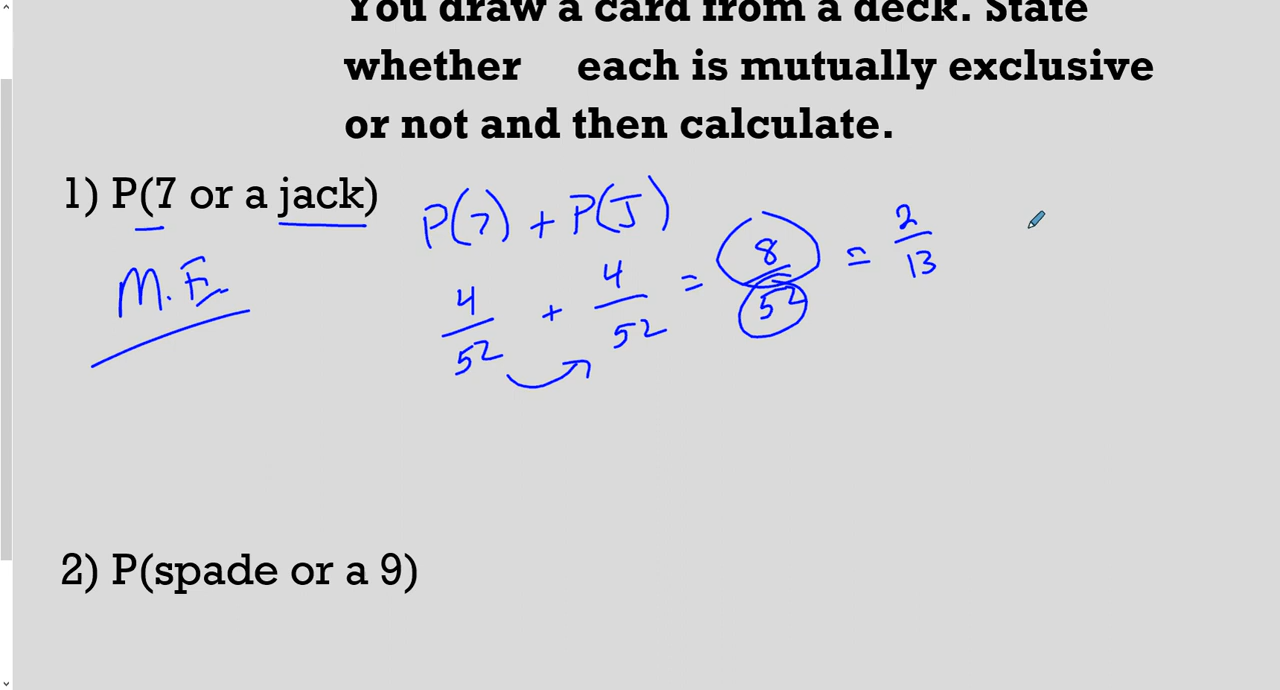 You draw a card from a deck. State
whether each is mutually exclusive
or not and then calculate.
1) P(7 or a jack)
P(7) + P(J)
M.E.
4/52 + 4/52 = 8/52 = 2/13
2) P(spade or a 9)